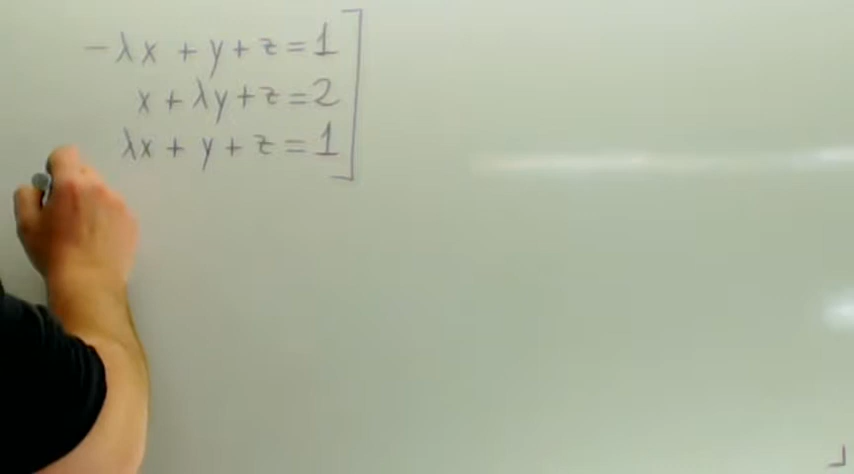 -λx + y + z = 1
x + λy + z = 2
λx + y + z = 1